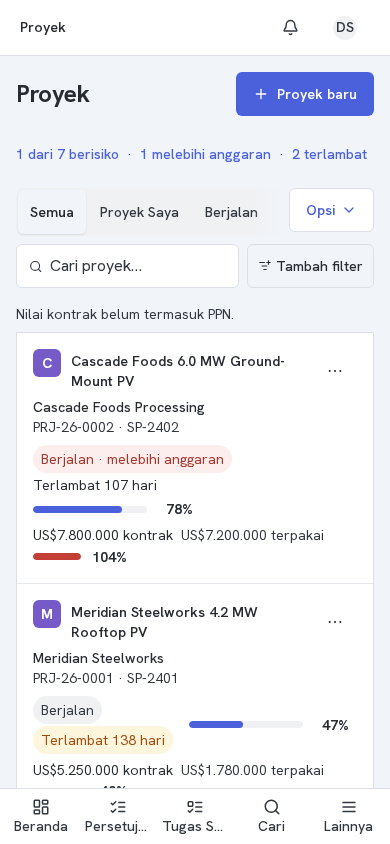 Proyek
DS
Proyek
Proyek baru
1 dari 7 berisiko · 1 melebihi anggaran · 2 terlambat
Semua
Proyek Saya
Berjalan
Opsi
Cari proyek...
Tambah filter
Nilai kontrak belum termasuk PPN.
C
Cascade Foods 6.0 MW Ground-
Mount PV
...
Cascade Foods Processing
PRJ-26-0002 · SP-2402
Berjalan · melebihi anggaran
Terlambat 107 hari
78%
US$7.800.000 kontrak US$7.200.000 terpakai
104%
M
Meridian Steelworks 4.2 MW
Rooftop PV
...
Meridian Steelworks
PRJ-26-0001 · SP-2401
Berjalan
Terlambat 138 hari
47%
US$5.250.000 kontrak US$1.780.000 terpakai
Beranda
Persetuj...
Tugas S...
Cari
Lainnya